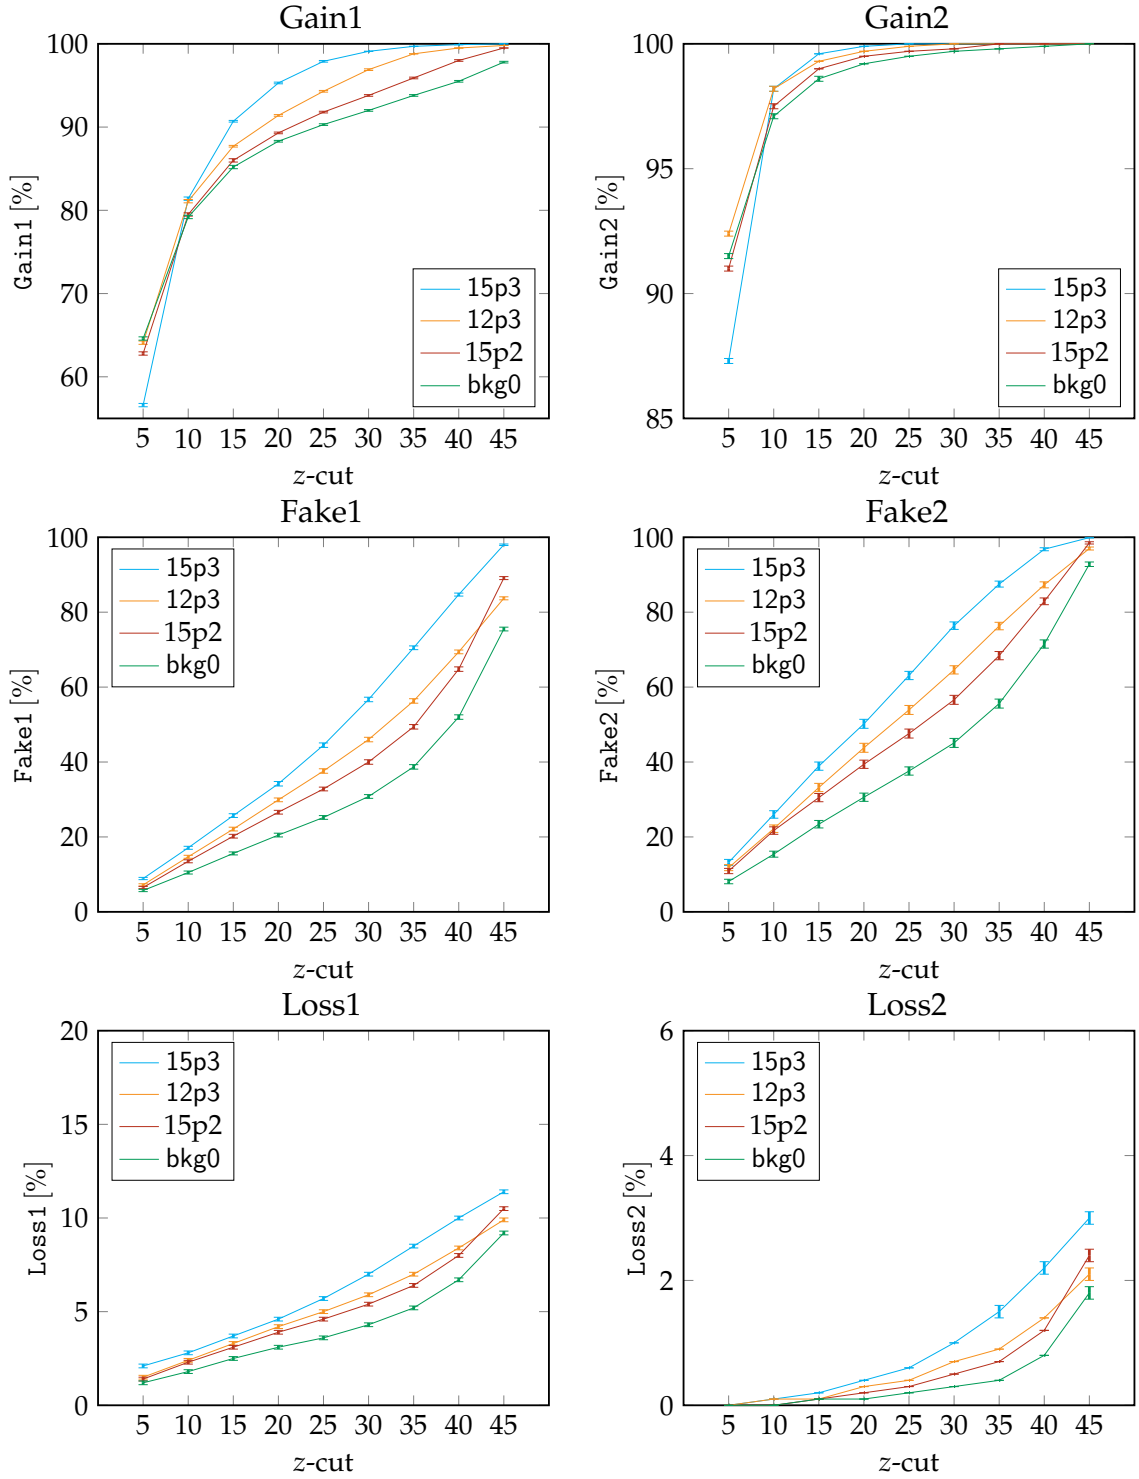 Gain1
Gain1 [%]
100
90
80
70
60
15p3
12p3
15p2
bkg0
5 10 15 20 25 30 35 40 45
z-cut
Gain2
Gain2 [%]
100
95
90
85
15p3
12p3
15p2
bkg0
5 10 15 20 25 30 35 40 45
z-cut
Fake1
Fake1 [%]
100
80
60
40
20
0
15p3
12p3
15p2
bkg0
5 10 15 20 25 30 35 40 45
z-cut
Fake2
Fake2 [%]
100
80
60
40
20
0
15p3
12p3
15p2
bkg0
5 10 15 20 25 30 35 40 45
z-cut
Loss1
Loss1 [%]
20
15
10
5
0
15p3
12p3
15p2
bkg0
5 10 15 20 25 30 35 40 45
z-cut
Loss2
Loss2 [%]
6
4
2
0
15p3
12p3
15p2
bkg0
5 10 15 20 25 30 35 40 45
z-cut